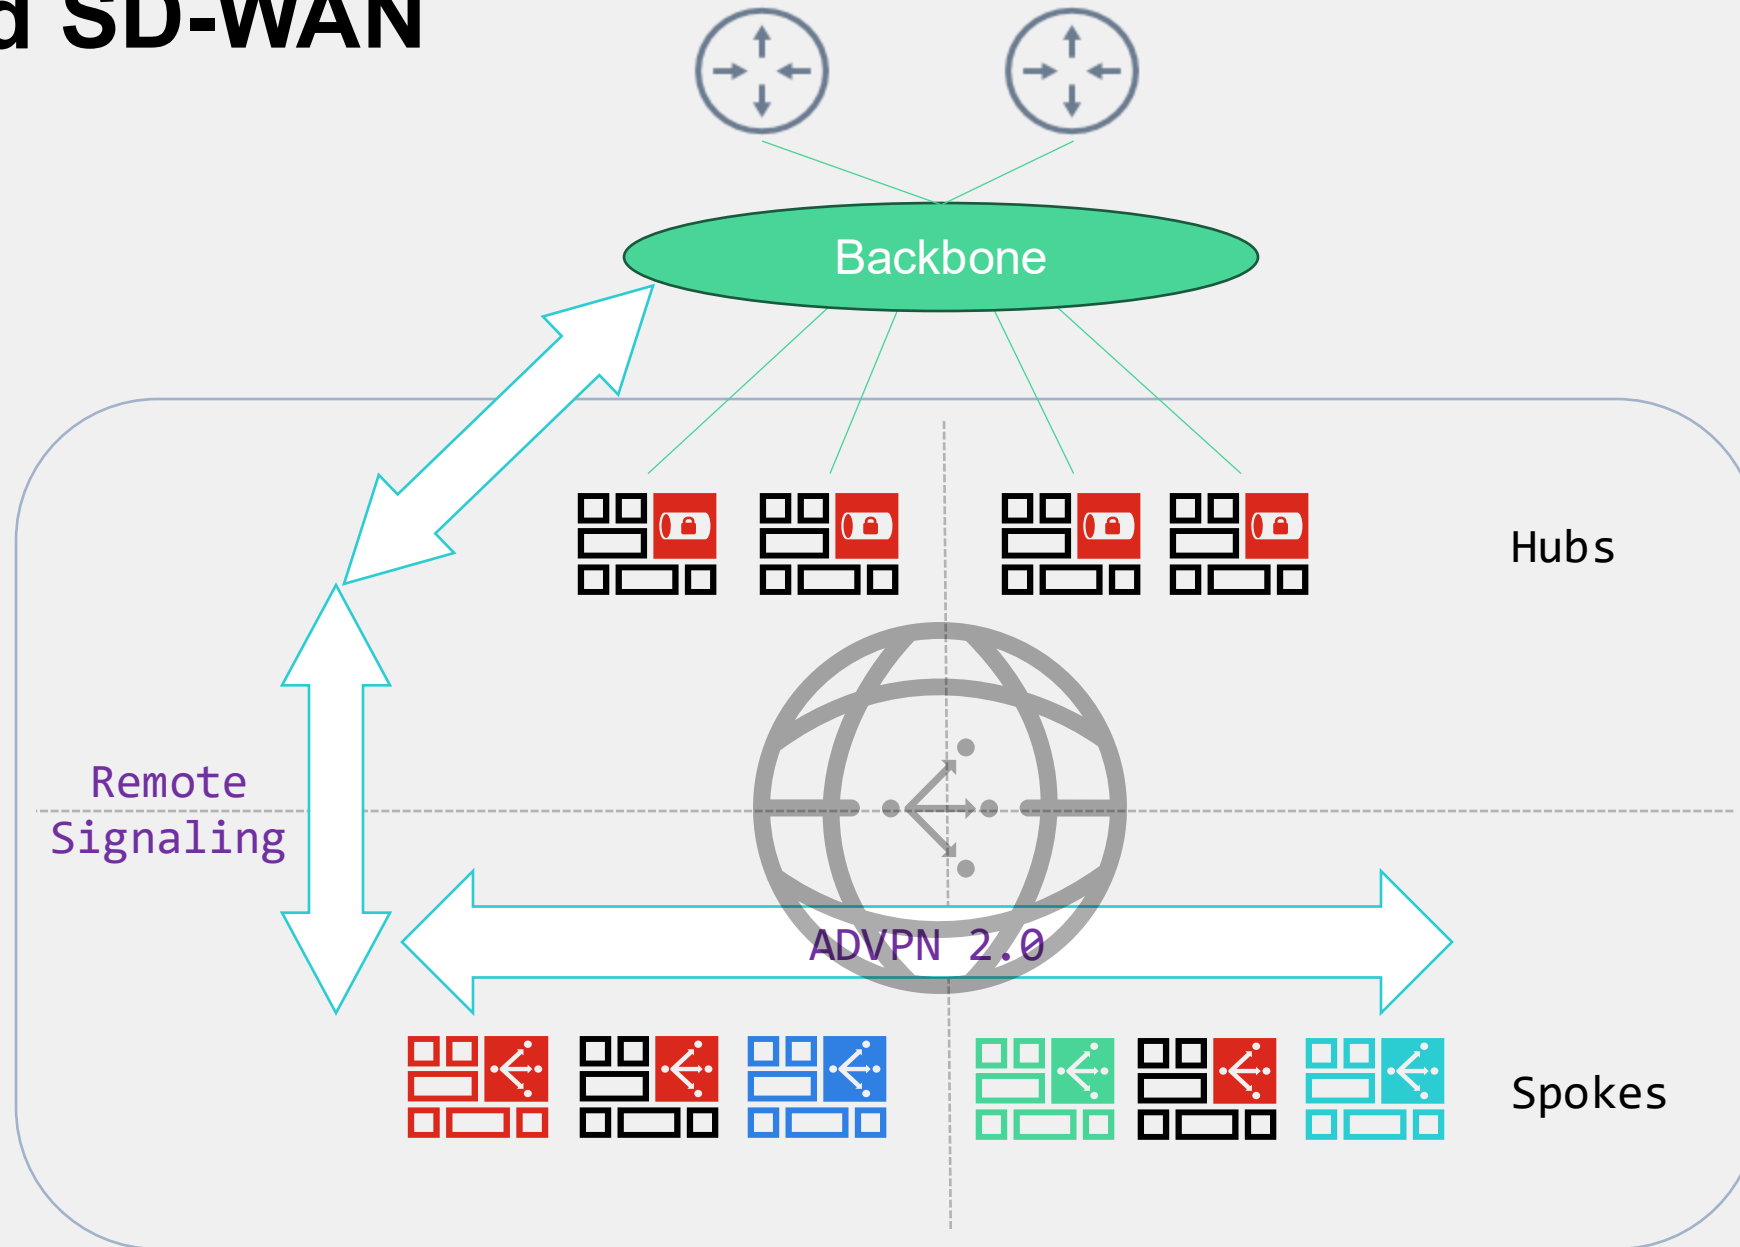 d SD-WAN
Backbone
Hubs
Remote
Signaling
ADVPN 2.0
Spokes